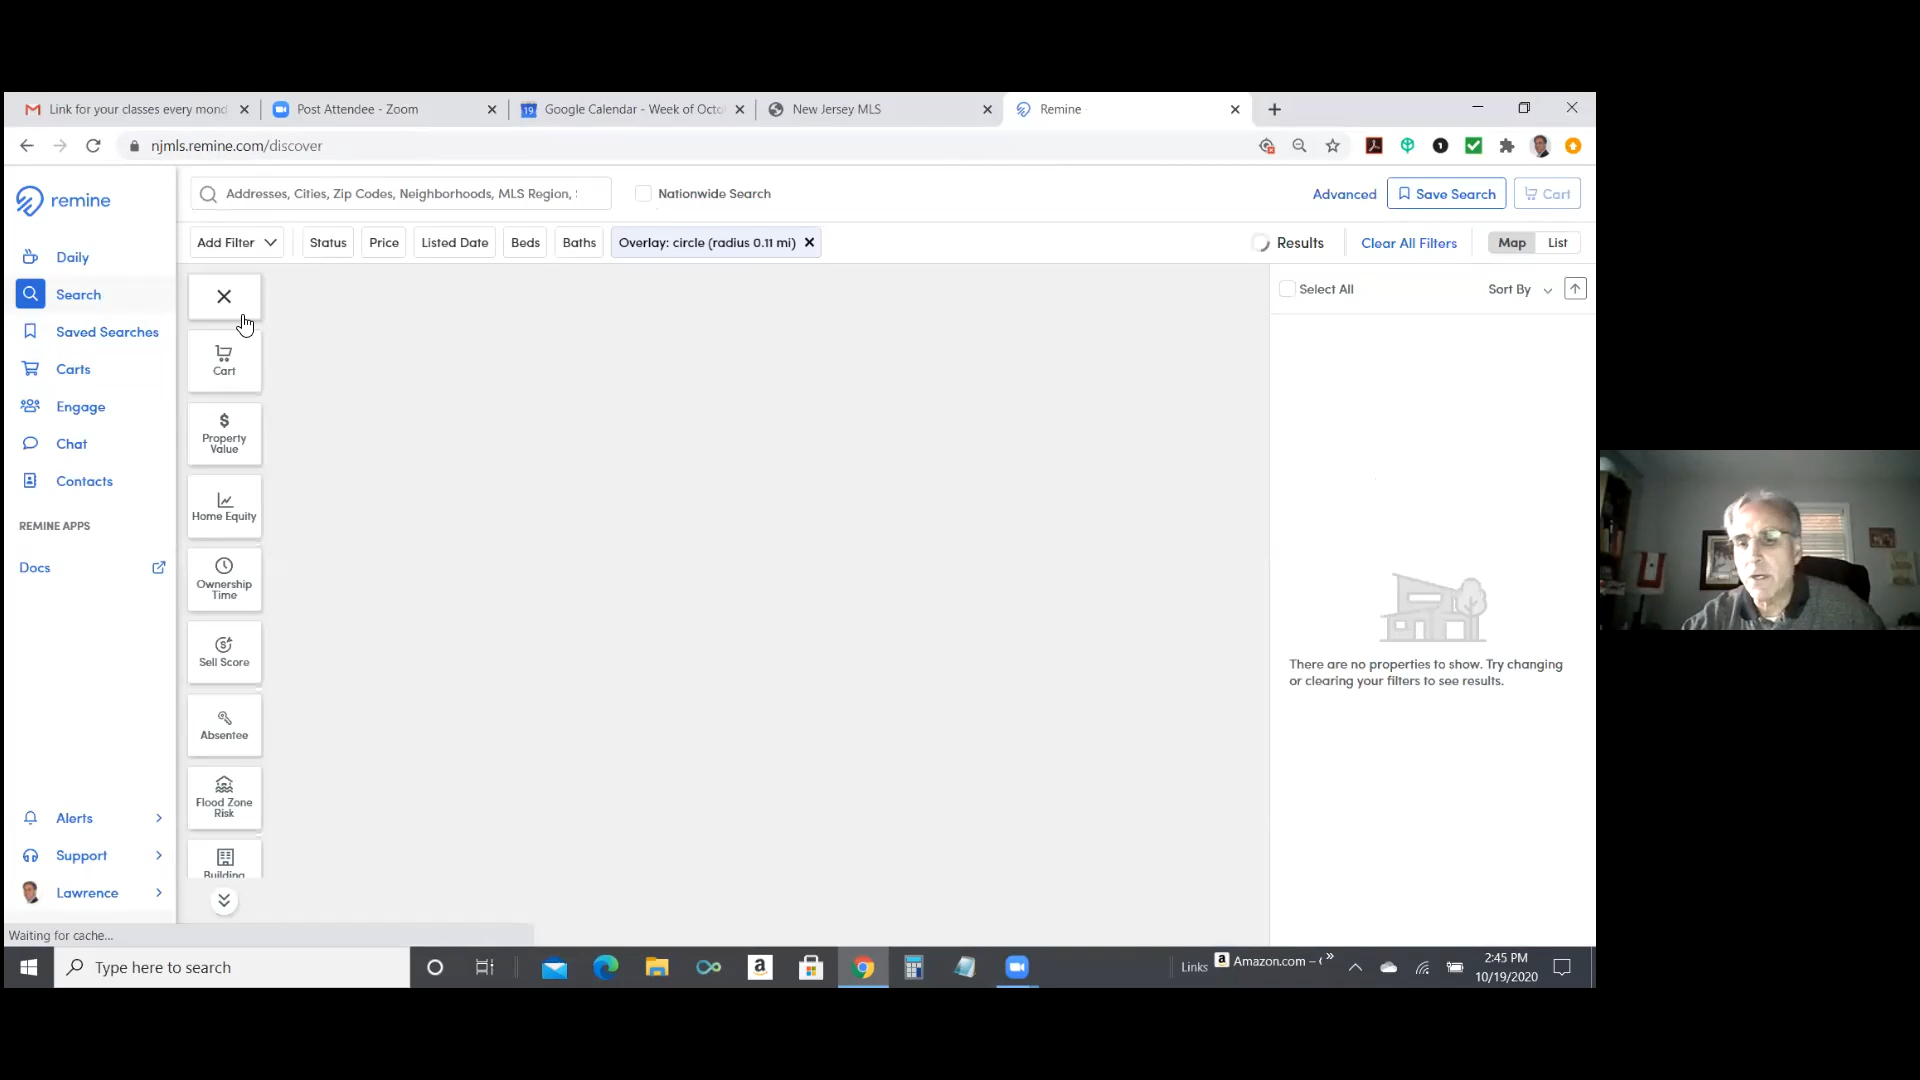 Link for your classes every mond
Post Attendee - Zoom
Google Calendar - Week of Octo
New Jersey MLS
Remine
njmls.remine.com/discover
remine
Addresses, Cities, Zip Codes, Neighborhoods, MLS Region,
Nationwide Search
Advanced
Save Search
Cart
Add Filter
Status
Price
Listed Date
Beds
Baths
Overlay: circle (radius 0.11 mi)
Results
Clear All Filters
Map
List
Daily
Search
Saved Searches
Carts
Engage
Chat
Contacts
REMINE APPS
Docs
Alerts
Support
Lawrence
Cart
Property
Value
Home Equity
Ownership
Time
Sell Score
Absentee
Flood Zone
Risk
Building
Select All
Sort By
There are no properties to show. Try changing
or clearing your filters to see results.
Waiting for cache...
Type here to search
Links
Amazon.com – (
2:45 PM
10/19/2020